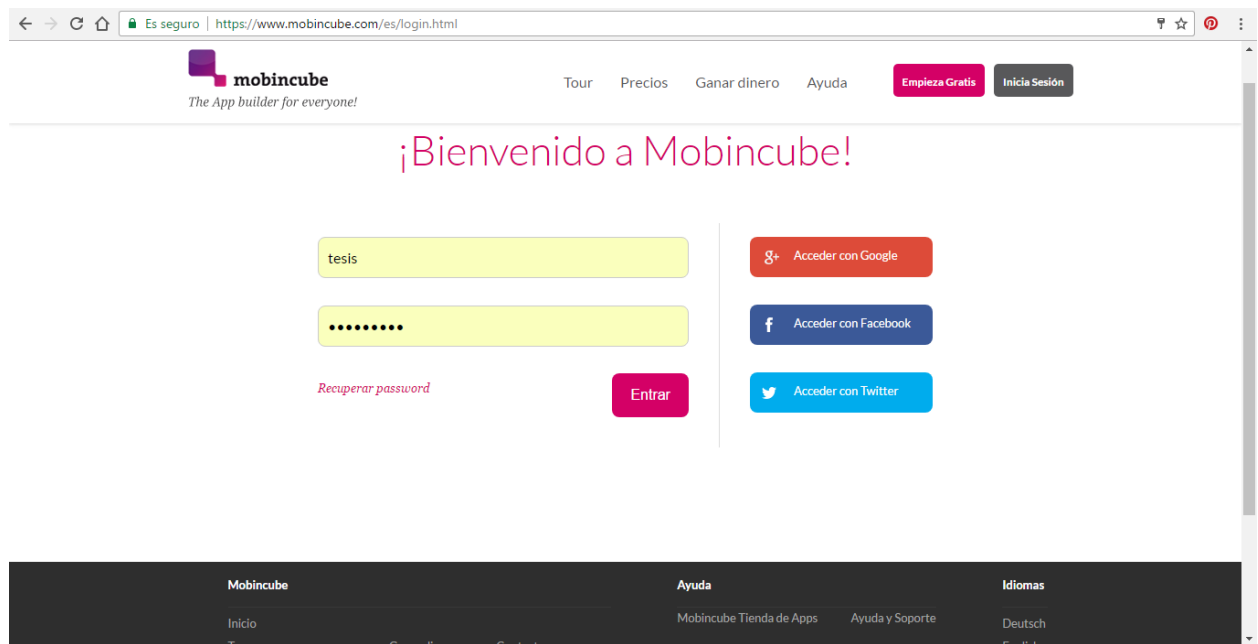 Es seguro | https://www.mobincube.com/es/login.html
mobincube
The App builder for everyone!
Tour Precios Ganar dinero Ayuda Empieza Gratis Inicia Sesión
¡Bienvenido a Mobincube!
tesis
•••••••••
Recuperar password
Entrar
g+ Acceder con Google
f Acceder con Facebook
Acceder con Twitter
Mobincube
Inicio
Ayuda
Mobincube Tienda de Apps Ayuda y Soporte
Idiomas
Deutsch